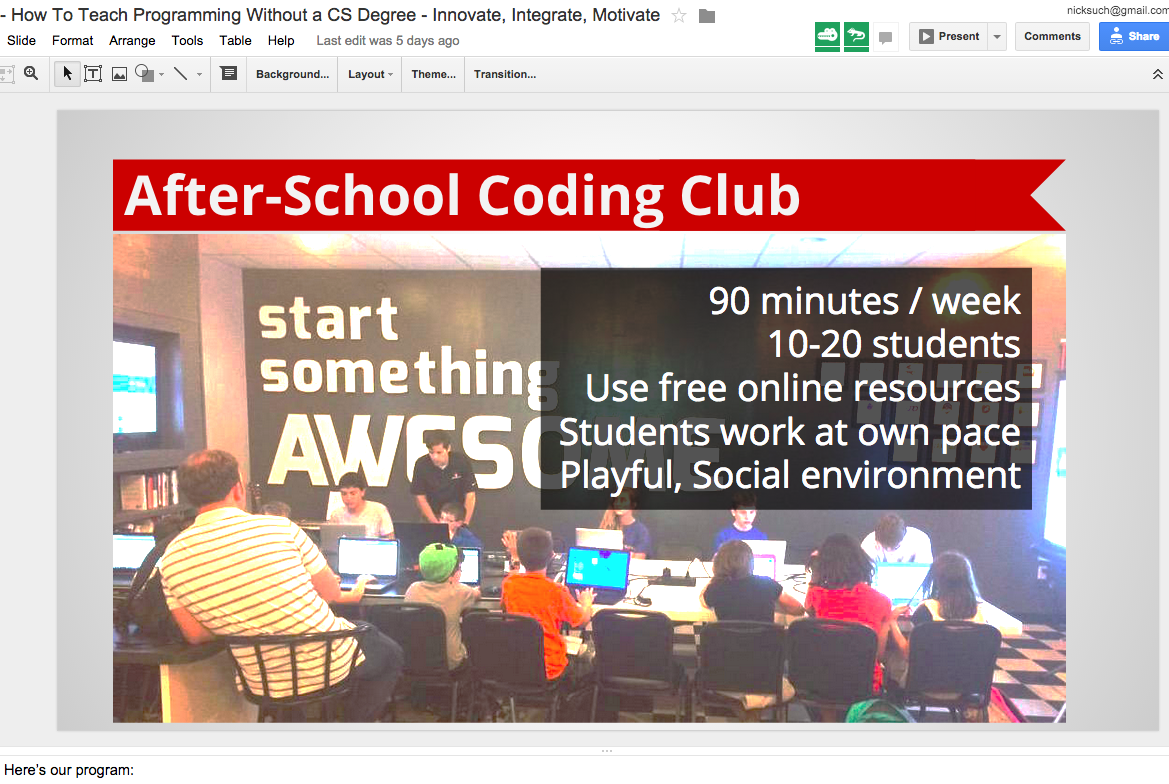 - How To Teach Programming Without a CS Degree - Innovate, Integrate, Motivate
nicksuch@gmail.com
Slide Format Arrange Tools Table Help Last edit was 5 days ago
Present Comments Share
Background... Layout Theme... Transition...
After-School Coding Club
start
something
AWESOME
90 minutes / week
10-20 students
Use free online resources
Students work at own pace
Playful, Social environment
Here's our program: